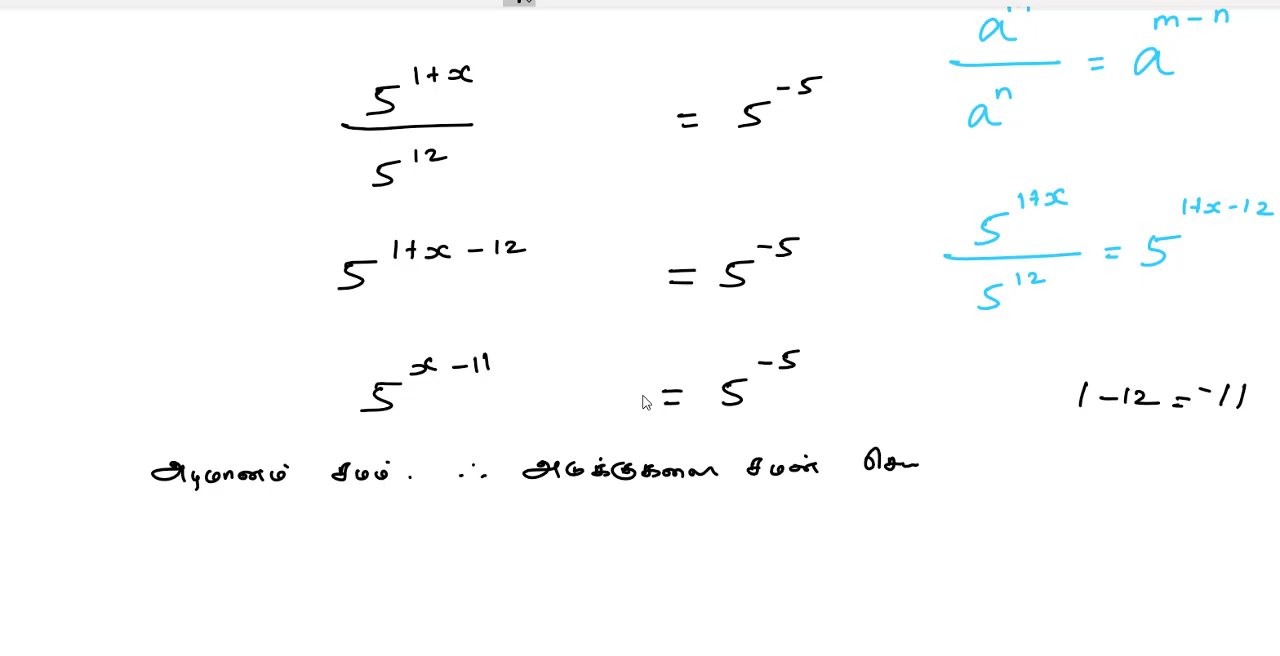 a^m / a^n = a^(m-n)
5^(1+x) / 5^12 = 5^-5
5^(1+x) / 5^12 = 5^(1+x-12)
5^(1+x-12) = 5^-5
5^(x-11) = 5^-5
1-12 = -11
அடிமானம் சமம். ∴ அடுக்குகளை சமன்